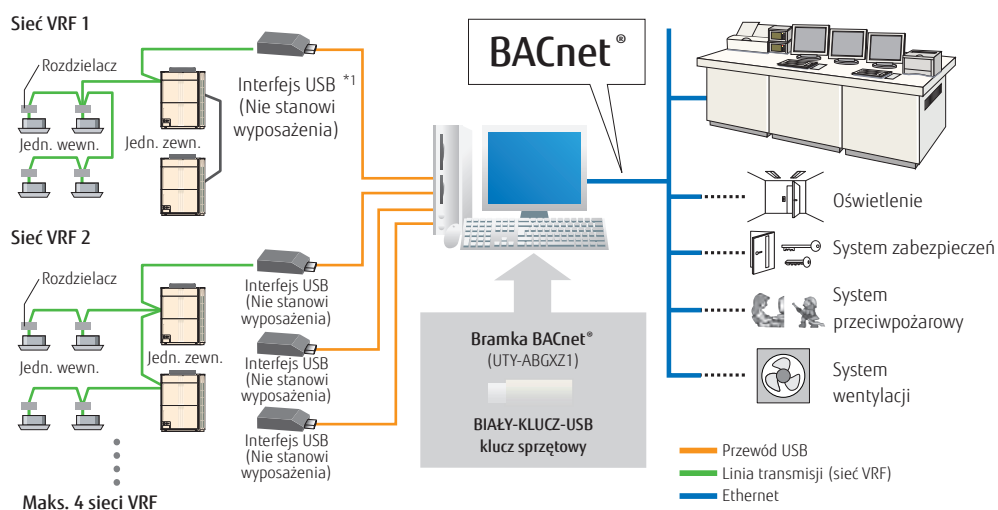 Sieć VRF 1
Rozdzielacz
Jedn. wewn.
Jedn. zewn.
Interfejs USB *1
(Nie stanowi
wyposażenia)
BACnet®
Oświetlenie
System zabezpieczeń
System
przeciwpożarowy
System
wentylacji
Sieć VRF 2
Rozdzielacz
Jedn. wewn.
Jedn. zewn.
Interfejs USB
(Nie stanowi
wyposażenia)
Interfejs USB
(Nie stanowi
wyposażenia)
Interfejs USB
(Nie stanowi
wyposażenia)
Maks. 4 sieci VRF
Bramka BACnet®
(UTY-ABGXZ1)
BIAŁY-KLUCZ-USB
klucz sprzętowy
Przewód USB
Linia transmisji (sieć VRF)
Ethernet